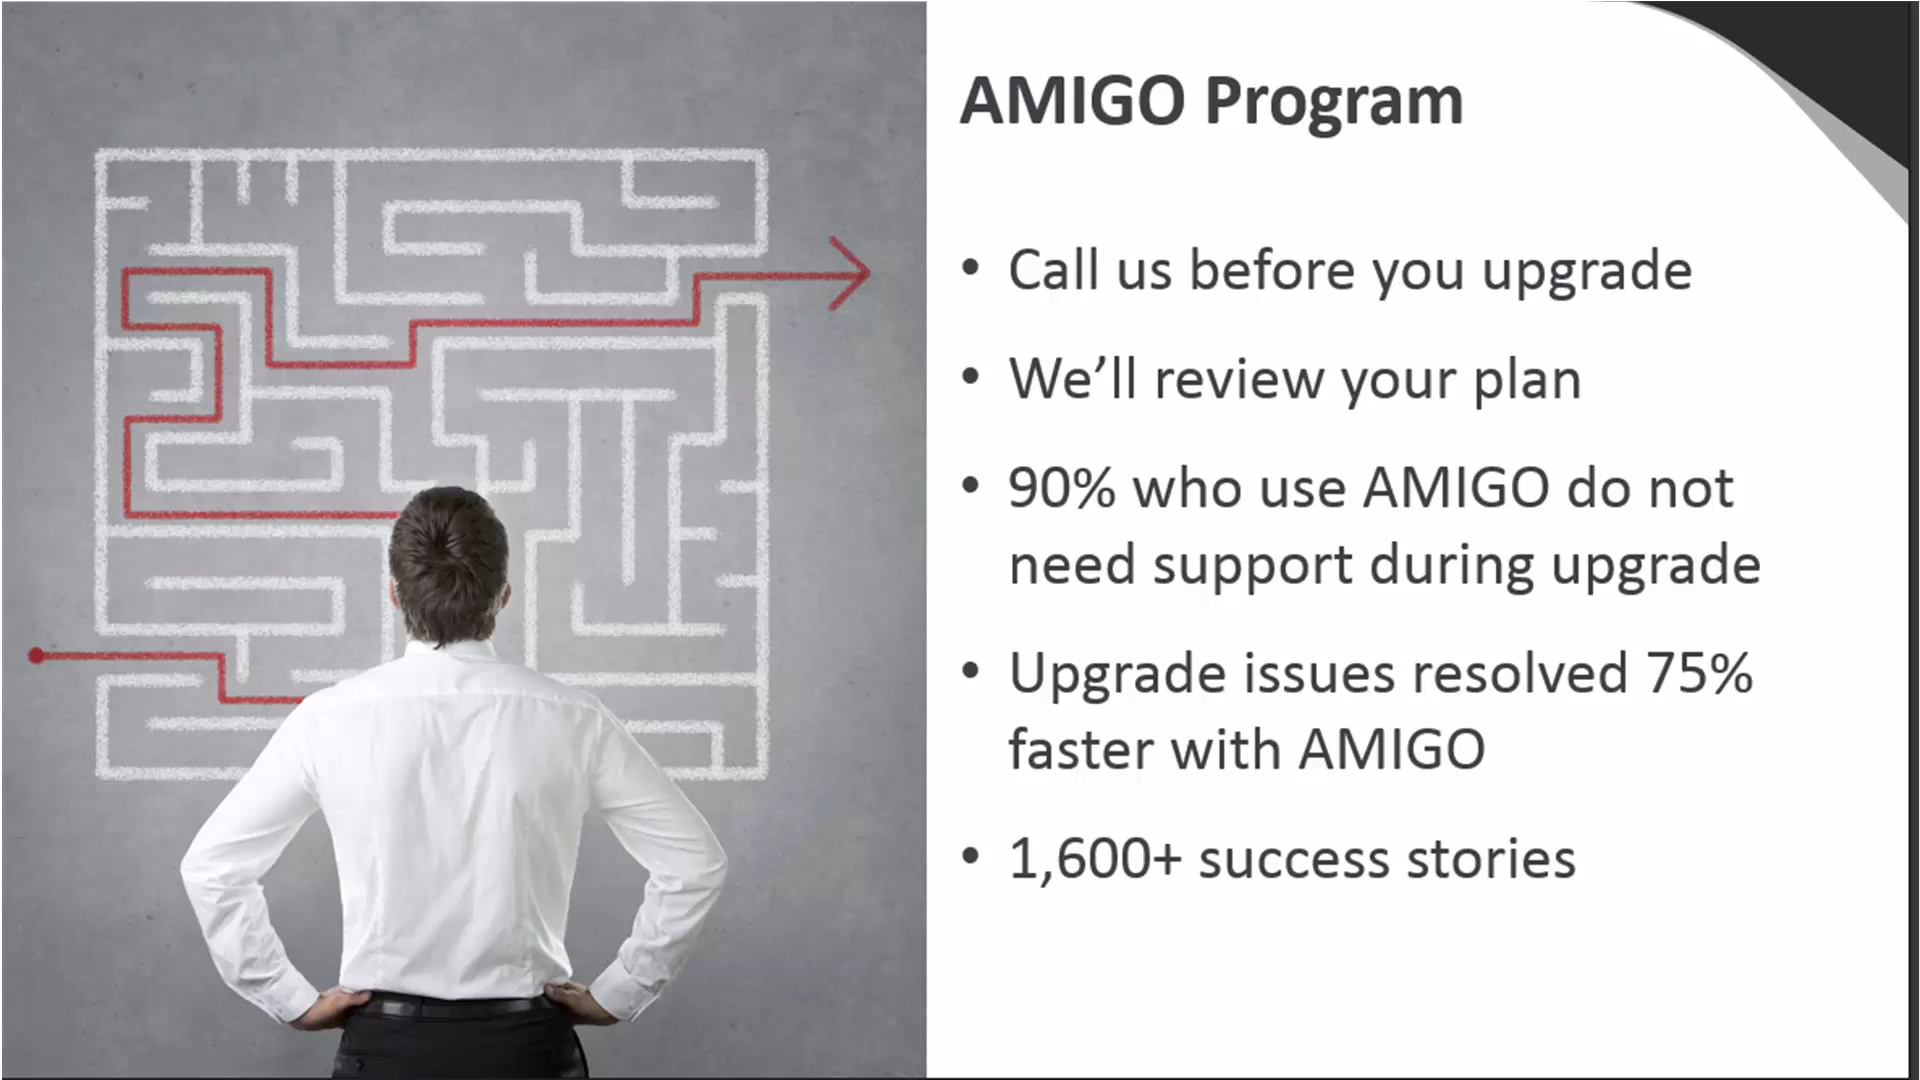 AMIGO Program
• Call us before you upgrade
• We’ll review your plan
• 90% who use AMIGO do not
need support during upgrade
• Upgrade issues resolved 75%
faster with AMIGO
• 1,600+ success stories